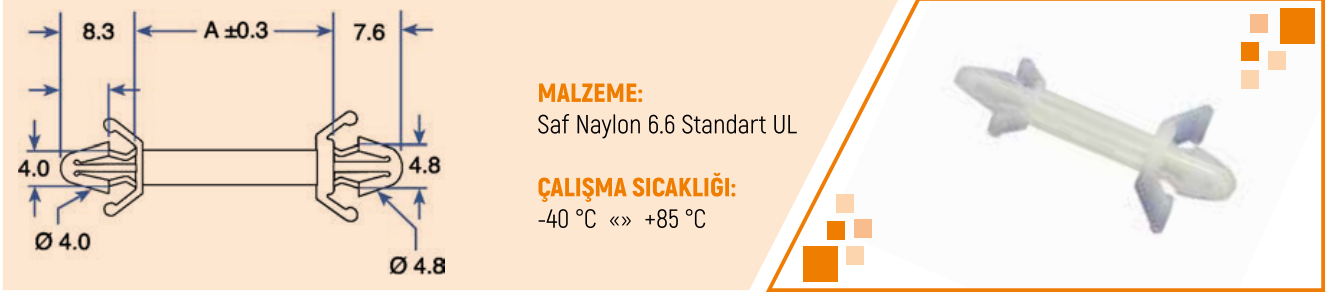 8.3 A ±0.3 7.6
4.0 4.8
Ø 4.0
Ø 4.8
MALZEME:
Saf Naylon 6.6 Standart UL
ÇALIŞMA SICAKLIĞI:
-40 °C «» +85 °C